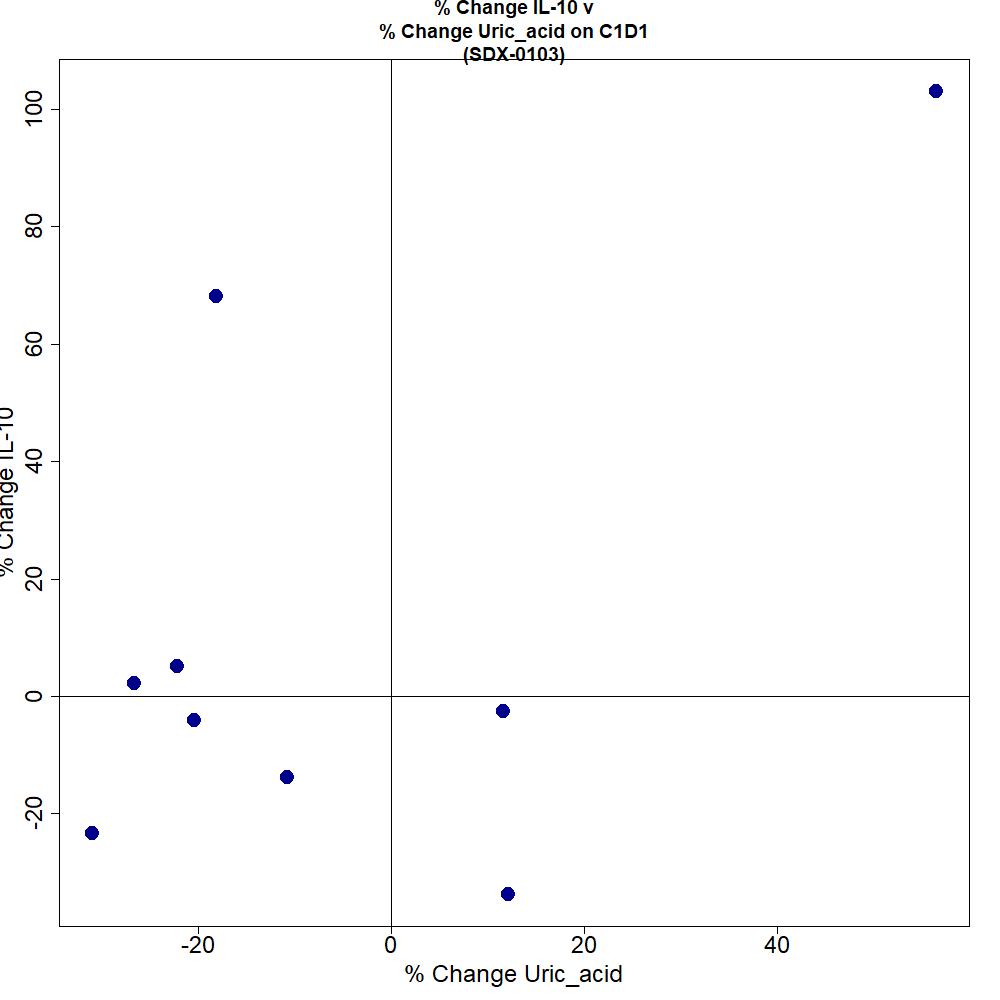 % Change IL-10 v
% Change Uric_acid on C1D1
(SDX-0103)
100
80
60
40
20
0
-20
% Change IL-10
-20
0
20
40
% Change Uric_acid